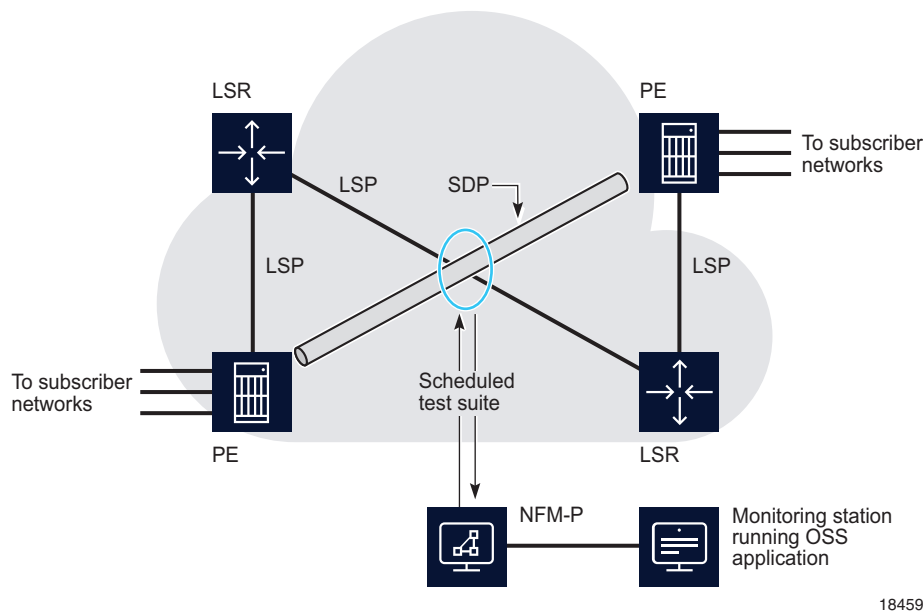 LSR
PE
To subscriber
networks
LSP
SDP
LSP
LSP
To subscriber
networks
Scheduled
test suite
PE
LSR
NFM-P
Monitoring station
running OSS
application
18459